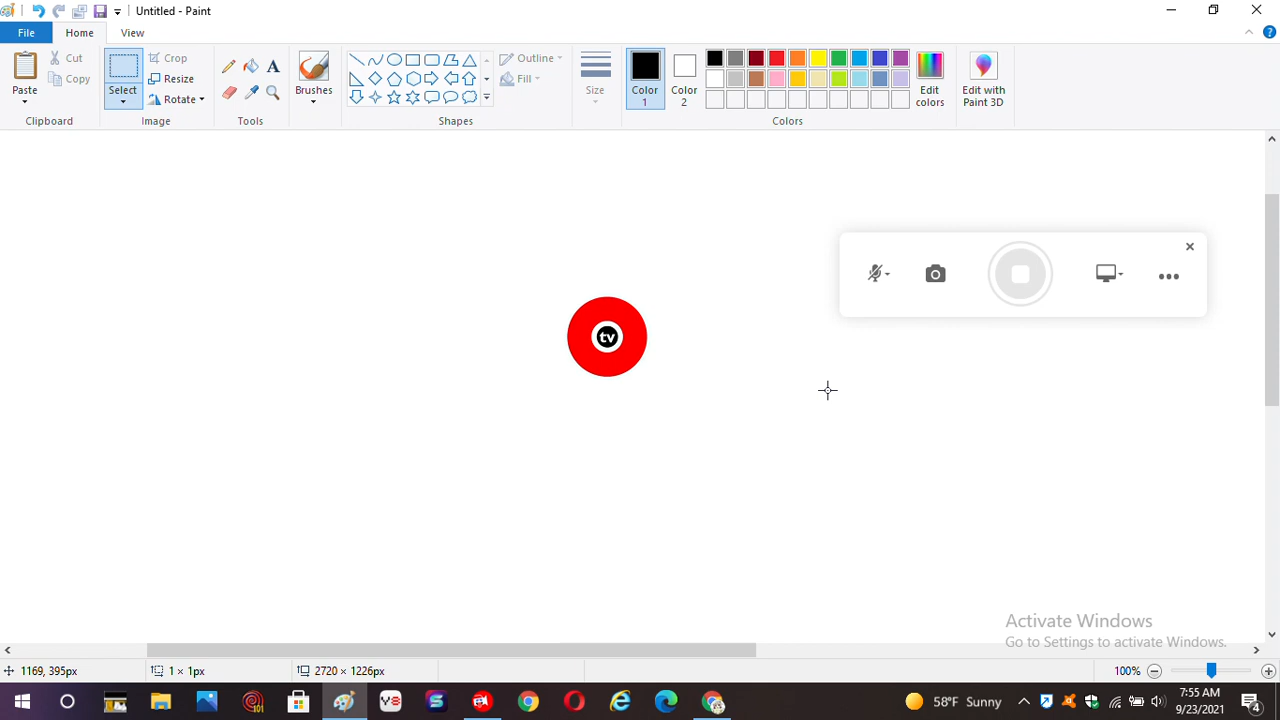 Untitled - Paint
File
Home
View
Paste
Cut
Copy
Clipboard
Select
Crop
Resize
Rotate
Image
A
Tools
Brushes
Outline
Fill
Shapes
Size
Color
1
Color
2
Edit
colors
Colors
Edit with
Paint 3D
tv
Activate Windows
Go to Settings to activate Windows.
1169, 395px
1 × 1px
2720 × 1226px
100%
101
Y8
S
58°F Sunny
7:55 AM
9/23/2021
4